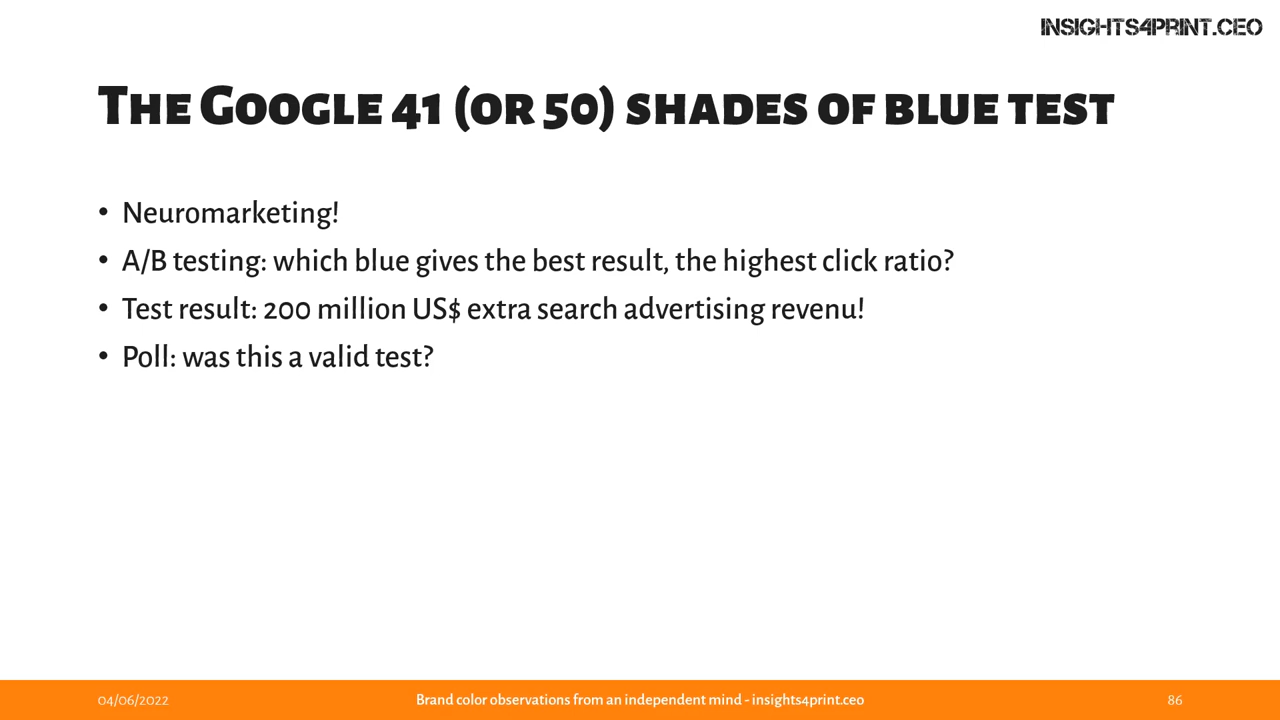 INSIGHTS4PRINT.CEO
The Google 41 (or 50) shades of blue test
• Neuromarketing!
• A/B testing: which blue gives the best result, the highest click ratio?
• Test result: 200 million US$ extra search advertising revenu!
• Poll: was this a valid test?
04/06/2022
Brand color observations from an independent mind - insights4print.ceo
86